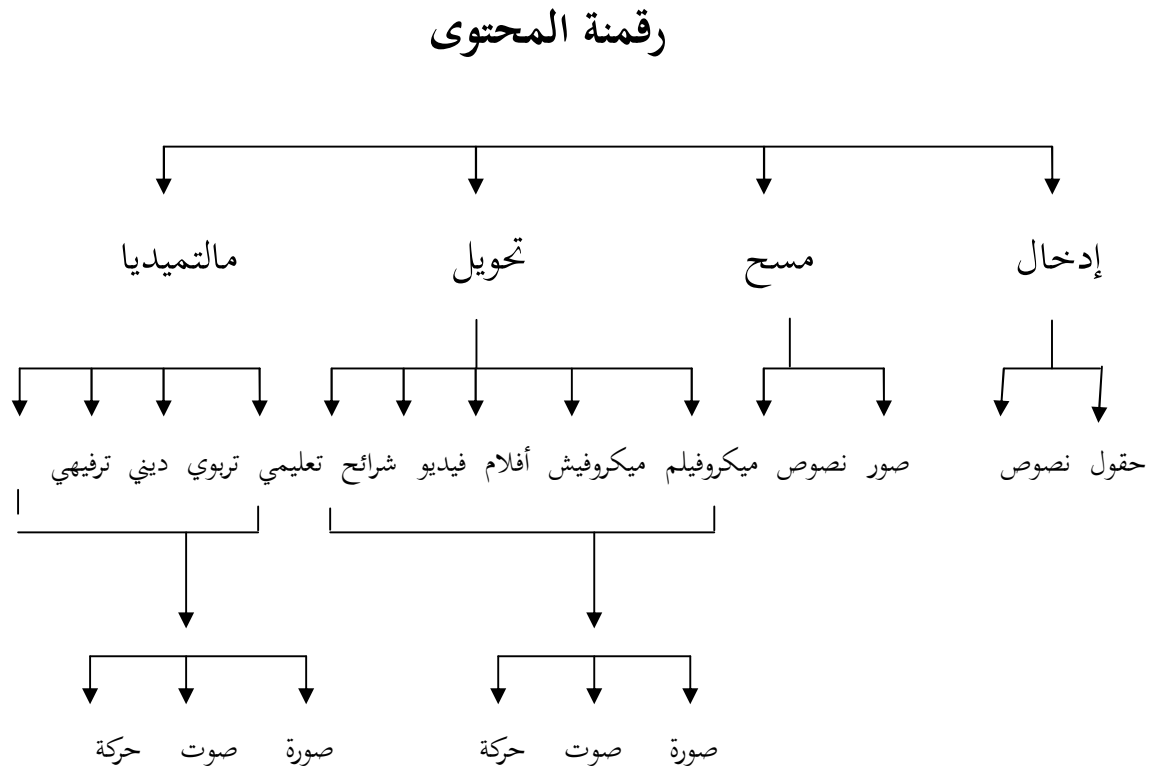 رقمنة المحتوى
إدخال مسح تحويل مالتميديا
حقول نصوص صور نصوص ميكروفيلم ميكروفيش أفلام فيديو شرائح تعليمي تربوي ديني ترفيهي
صورة صوت حركة صورة صوت حركة